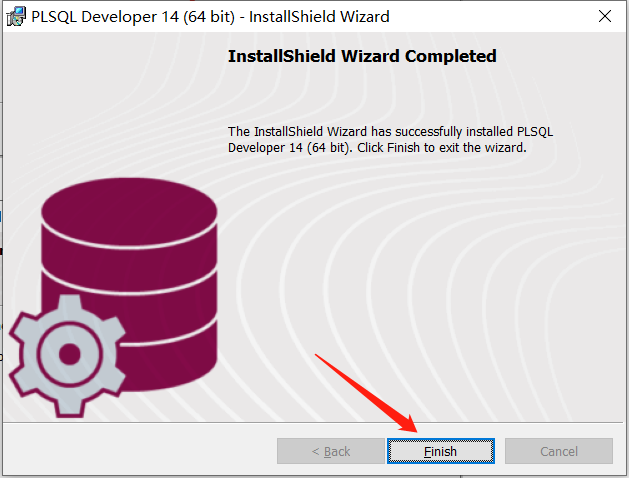 PLSQL Developer 14 (64 bit) - InstallShield Wizard
InstallShield Wizard Completed
The InstallShield Wizard has successfully installed PLSQL
Developer 14 (64 bit). Click Finish to exit the wizard.
< Back
Finish
Cancel